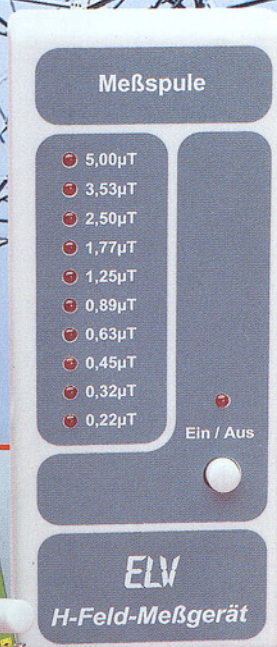 Meßspule
5,00µT
3,53µT
2,50µT
1,77µT
1,25µT
0,89µT
0,63µT
0,45µT
0,32µT
0,22µT
Ein / Aus
ELV
H-Feld-Meßgerät